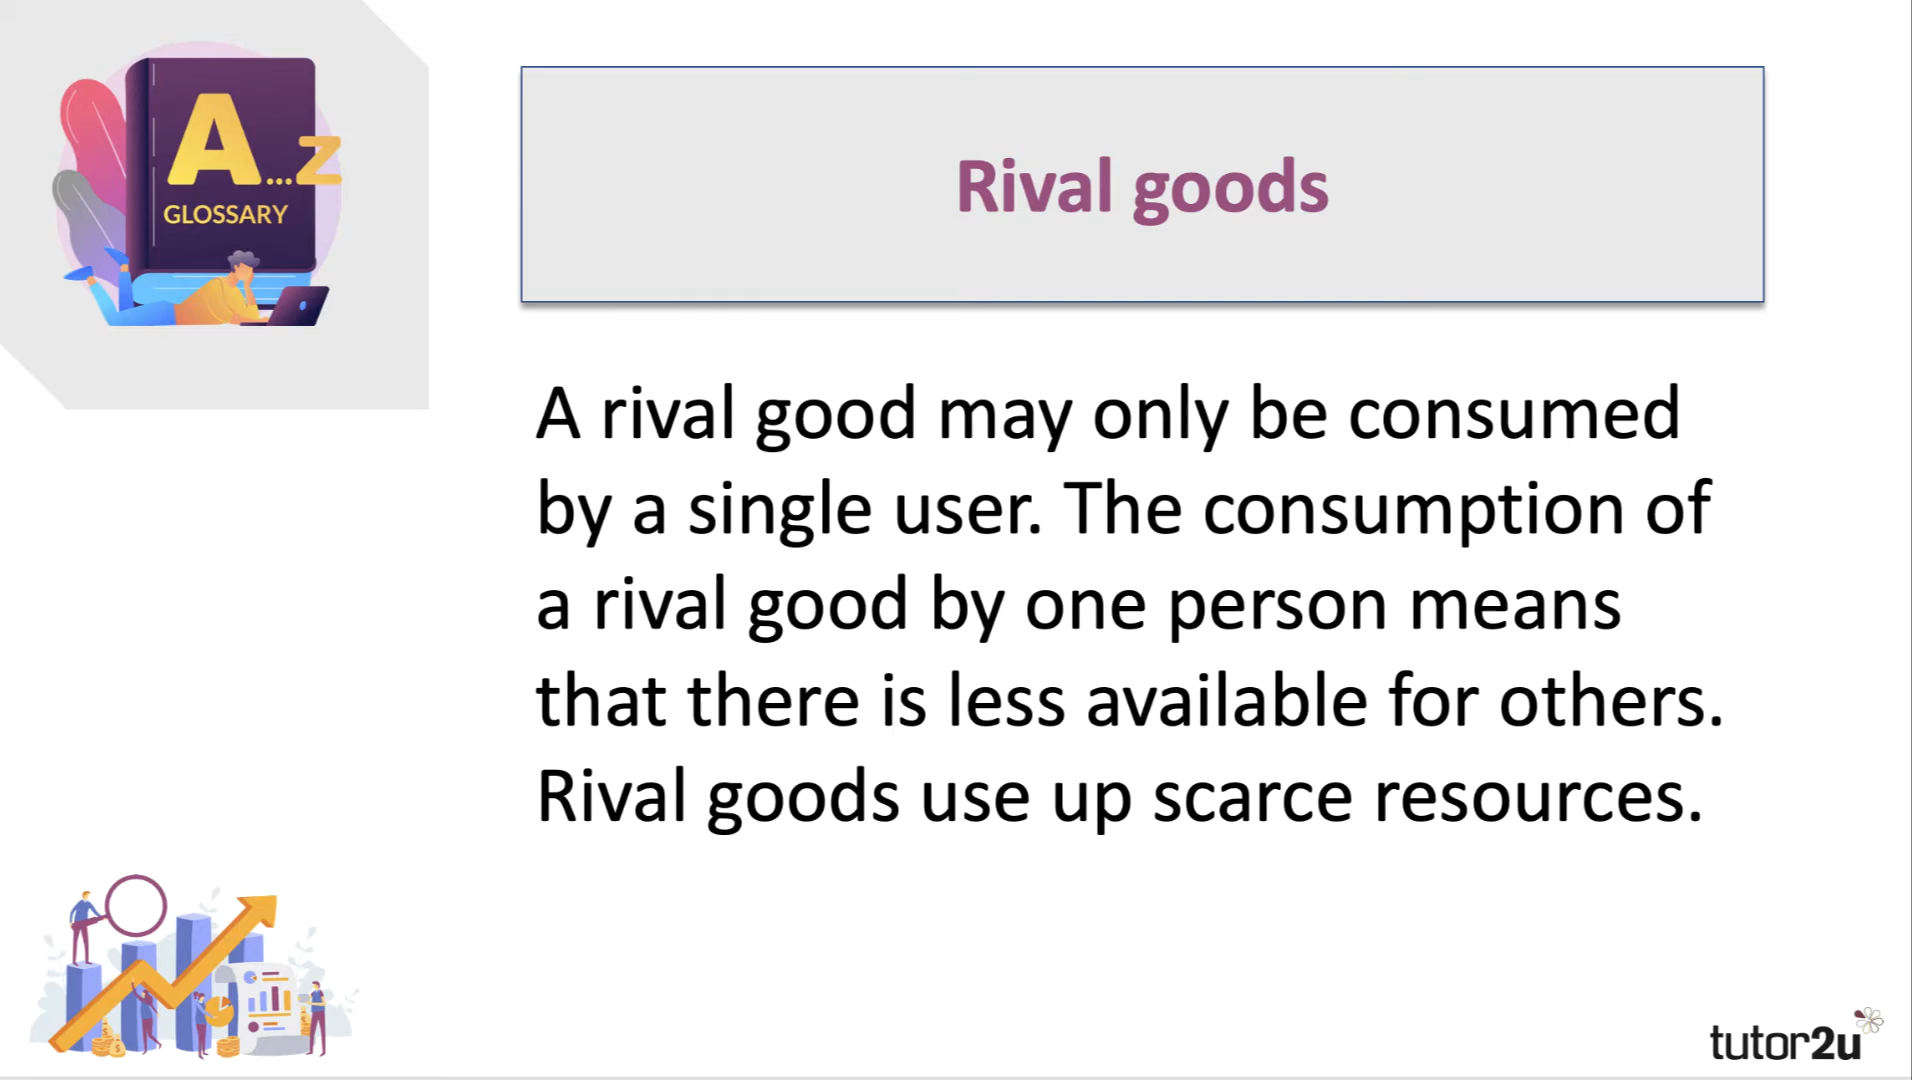 A...Z
GLOSSARY
Rival goods
A rival good may only be consumed
by a single user. The consumption of
a rival good by one person means
that there is less available for others.
Rival goods use up scarce resources.
tutor2u